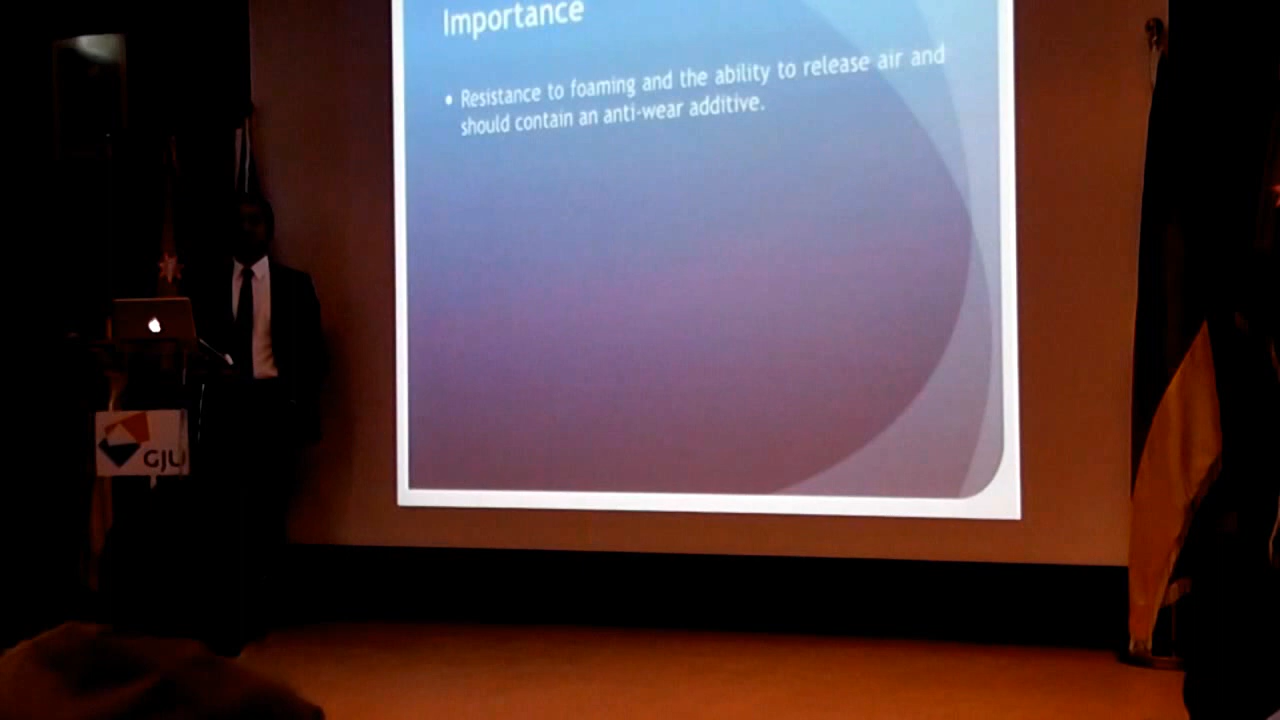 Importance
• Resistance to foaming and the ability to release air and
should contain an anti-wear additive.
GJU